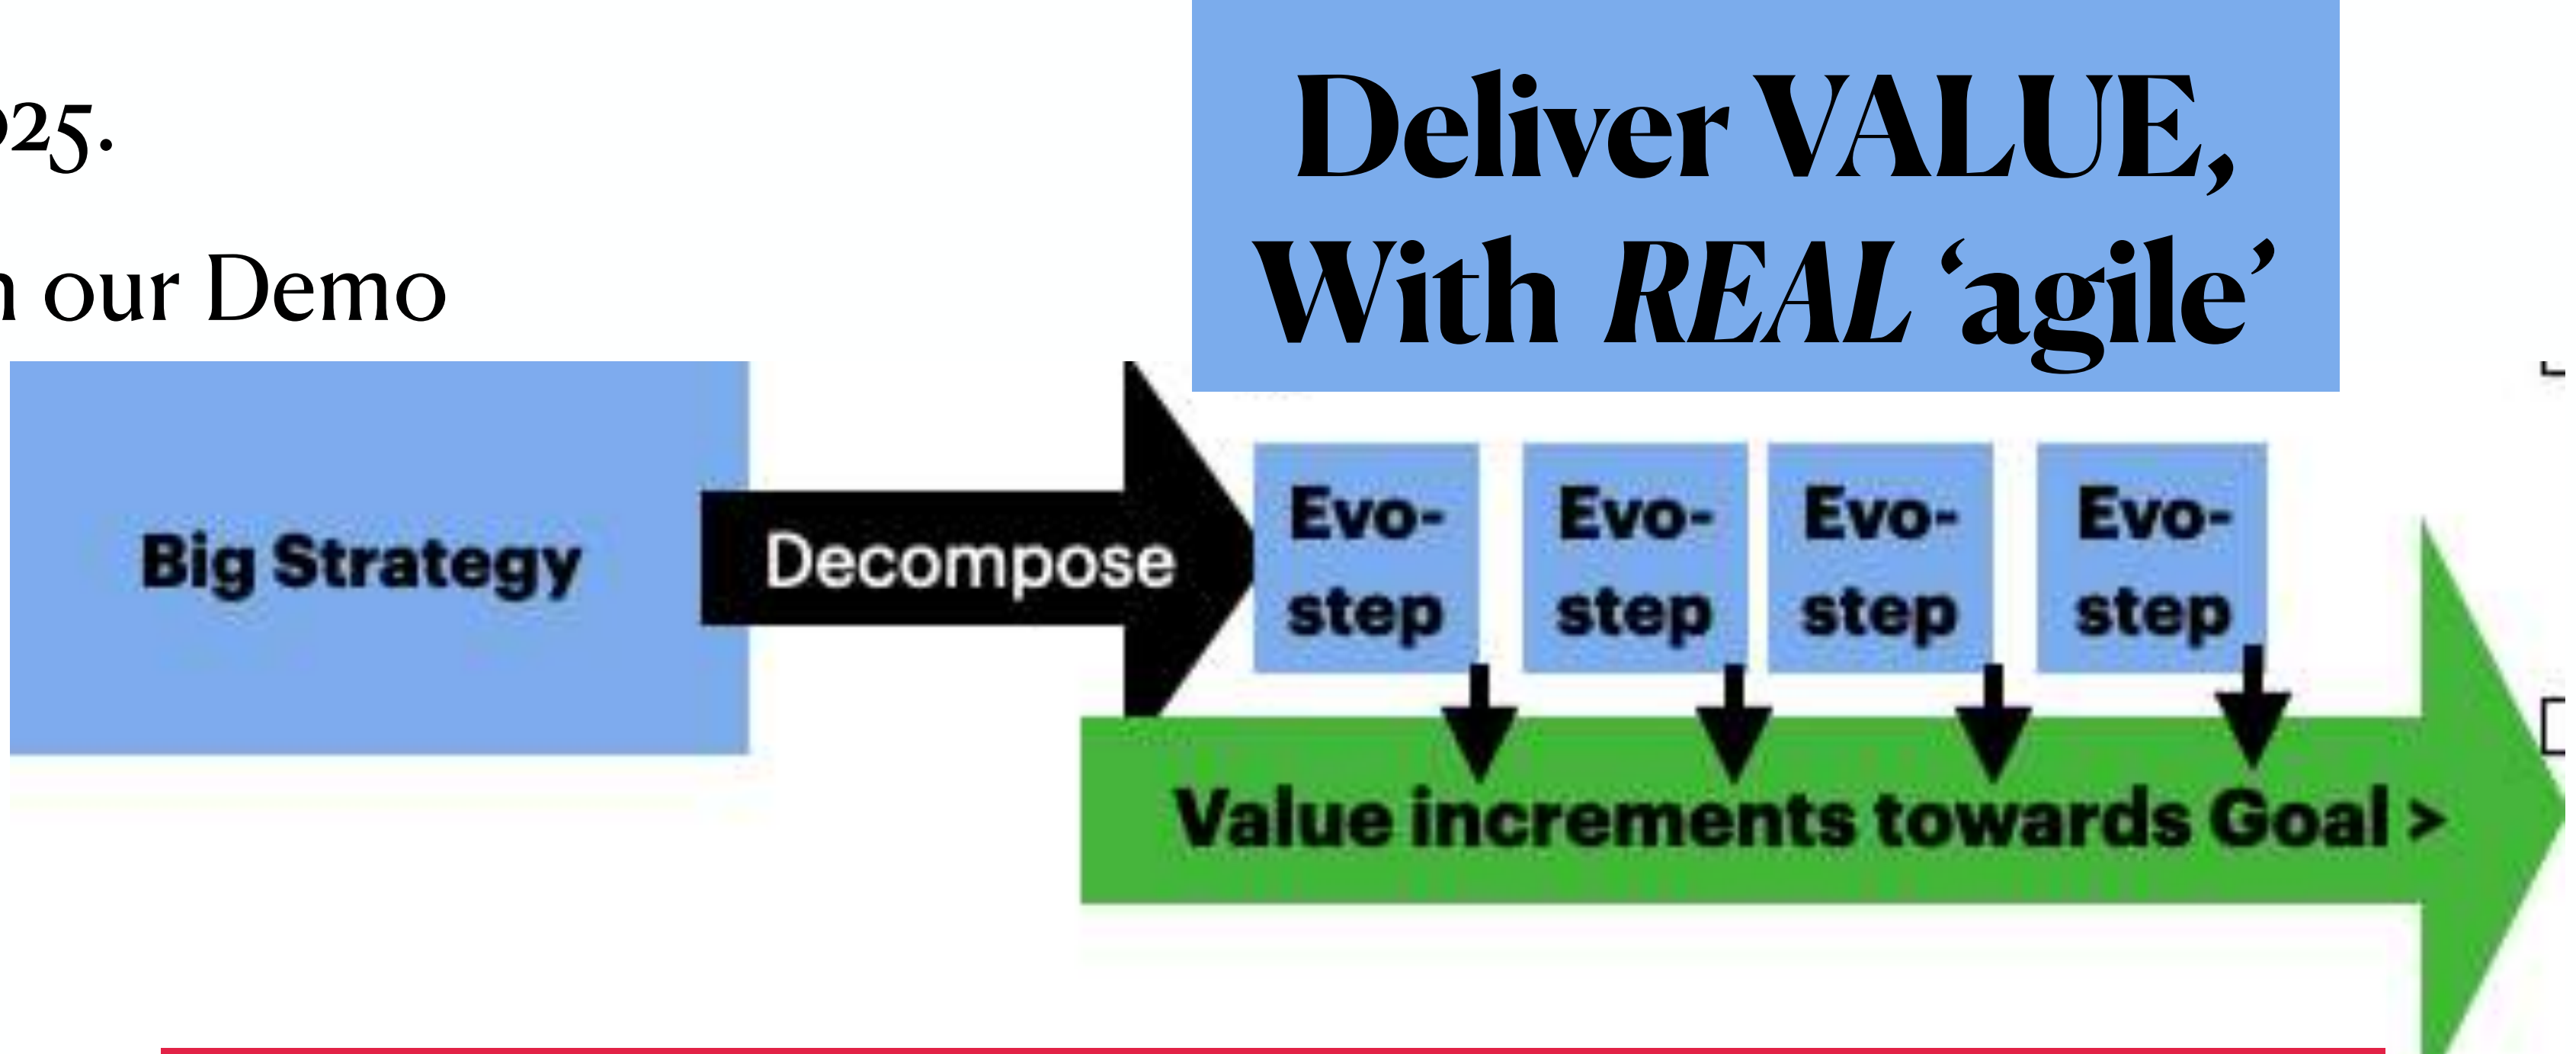 25.
our Demo
Deliver VALUE,
With REAL ‘agile’
Big Strategy
Decompose
Evo-
step
Evo-
step
Evo-
step
Evo-
step
Value increments towards Goal >